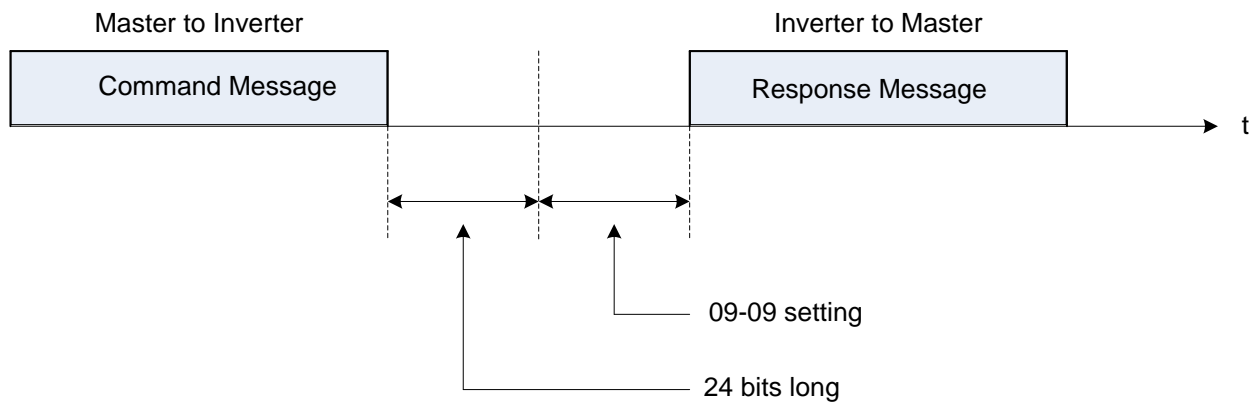 Master to Inverter
Inverter to Master
Command Message
Response Message
t
09-09 setting
24 bits long